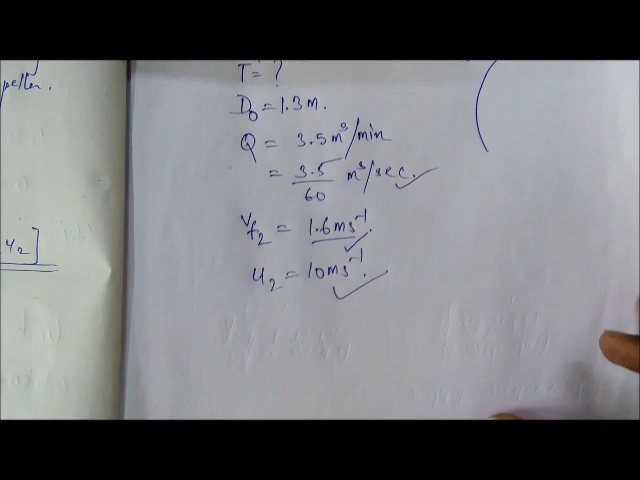 peller.
u₂]
T = ?
D₀ = 1.3 m.
Q = 3.5 m³/min
= 3.5/60 m³/sec.
Vf₂ = 1.6 ms⁻¹.
u₂ = 10 ms⁻¹.